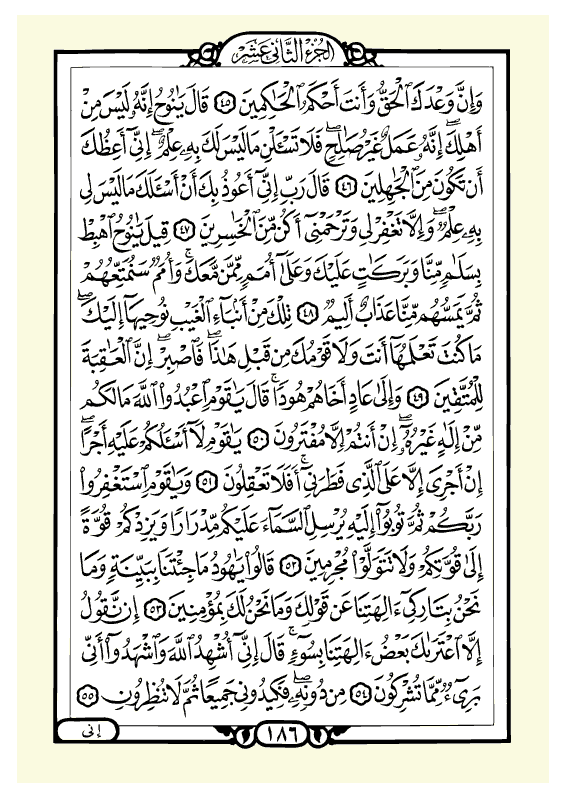 الجزء الثاني عشر
وَإِنَّ وَعْدَكَ ٱلْحَقُّ وَأَنتَ أَحْكَمُ ٱلْحَاكِمِينَ ٤٥ قَالَ يَٰنُوحُ إِنَّهُۥ لَيْسَ مِنْ
أَهْلِكَۖ إِنَّهُۥ عَمَلٌ غَيْرُ صَٰلِحٍۖ فَلَا تَسْـَٔلْنِ مَا لَيْسَ لَكَ بِهِۦ عِلْمٌۖ إِنِّىٓ أَعِظُكَ
أَن تَكُونَ مِنَ ٱلْجَٰهِلِينَ ٤٦ قَالَ رَبِّ إِنِّىٓ أَعُوذُ بِكَ أَنْ أَسْـَٔلَكَ مَا لَيْسَ لِى
بِهِۦ عِلْمٌۖ وَإِلَّا تَغْفِرْ لِى وَتَرْحَمْنِىٓ أَكُن مِّنَ ٱلْخَٰسِرِينَ ٤٧ قِيلَ يَٰنُوحُ ٱهْبِطْ
بِسَلَٰمٍ مِّنَّا وَبَرَكَٰتٍ عَلَيْكَ وَعَلَىٰٓ أُمَمٍ مِّمَّن مَّعَكَۚ وَأُمَمٌ سَنُمَتِّعُهُمْ
ثُمَّ يَمَسُّهُم مِّنَّا عَذَابٌ أَلِيمٌ ٤٨ تِلْكَ مِنْ أَنۢبَآءِ ٱلْغَيْبِ نُوحِيهَآ إِلَيْكَۖ
مَا كُنتَ تَعْلَمُهَآ أَنتَ وَلَا قَوْمُكَ مِن قَبْلِ هَٰذَاۖ فَٱصْبِرْۖ إِنَّ ٱلْعَٰقِبَةَ
لِلْمُتَّقِينَ ٤٩ وَإِلَىٰ عَادٍ أَخَاهُمْ هُودًاۚ قَالَ يَٰقَوْمِ ٱعْبُدُوا۟ ٱللَّهَ مَا لَكُم
مِّنْ إِلَٰهٍ غَيْرُهُۥٓۖ إِنْ أَنتُمْ إِلَّا مُفْتَرُونَ ٥٠ يَٰقَوْمِ لَآ أَسْـَٔلُكُمْ عَلَيْهِ أَجْرًاۖ
إِنْ أَجْرِىَ إِلَّا عَلَى ٱلَّذِى فَطَرَنِىٓۚ أَفَلَا تَعْقِلُونَ ٥١ وَيَٰقَوْمِ ٱسْتَغْفِرُوا۟
رَبَّكُمْ ثُمَّ تُوبُوٓا۟ إِلَيْهِ يُرْسِلِ ٱلسَّمَآءَ عَلَيْكُم مِّدْرَارًا وَيَزِدْكُمْ قُوَّةً
إِلَىٰ قُوَّتِكُمْ وَلَا تَتَوَلَّوْا۟ مُجْرِمِينَ ٥٢ قَالُوا۟ يَٰهُودُ مَا جِئْتَنَا بِبَيِّنَةٍ وَمَا
نَحْنُ بِتَارِكِىٓ ءَالِهَتِنَا عَن قَوْلِكَ وَمَا نَحْنُ لَكَ بِمُؤْمِنِينَ ٥٣ إِن نَّقُولُ
إِلَّا ٱعْتَرَىٰكَ بَعْضُ ءَالِهَتِنَا بِسُوٓءٍۗ قَالَ إِنِّىٓ أُشْهِدُ ٱللَّهَ وَٱشْهَدُوٓا۟ أَنِّى
بَرِىٓءٌ مِّمَّا تُشْرِكُونَ ٥٤ مِن دُونِهِۦۖ فَكِيدُونِى جَمِيعًا ثُمَّ لَا تُنظِرُونِ ٥٥
إنى
١٨٦